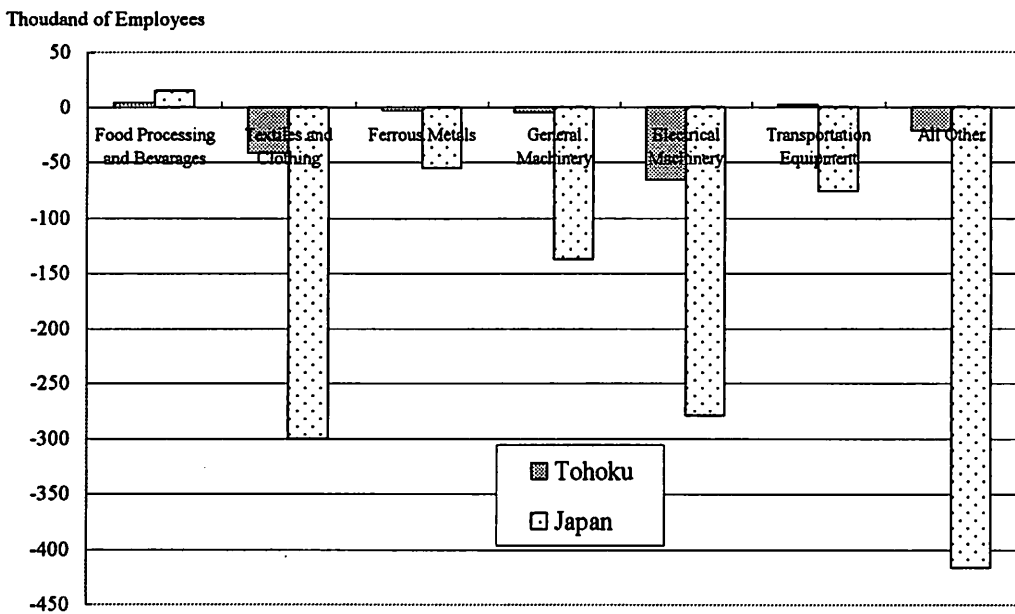 Thoudand of Employees
50
0
Food Processing
and Bevarages
Textiles and
Clothing
Ferrous Metals
General
Machinery
Electrical
Machinery
Transportation
Equipment
All Other
-50
-100
-150
-200
-250
-300
-350
-400
-450
Tohoku
Japan